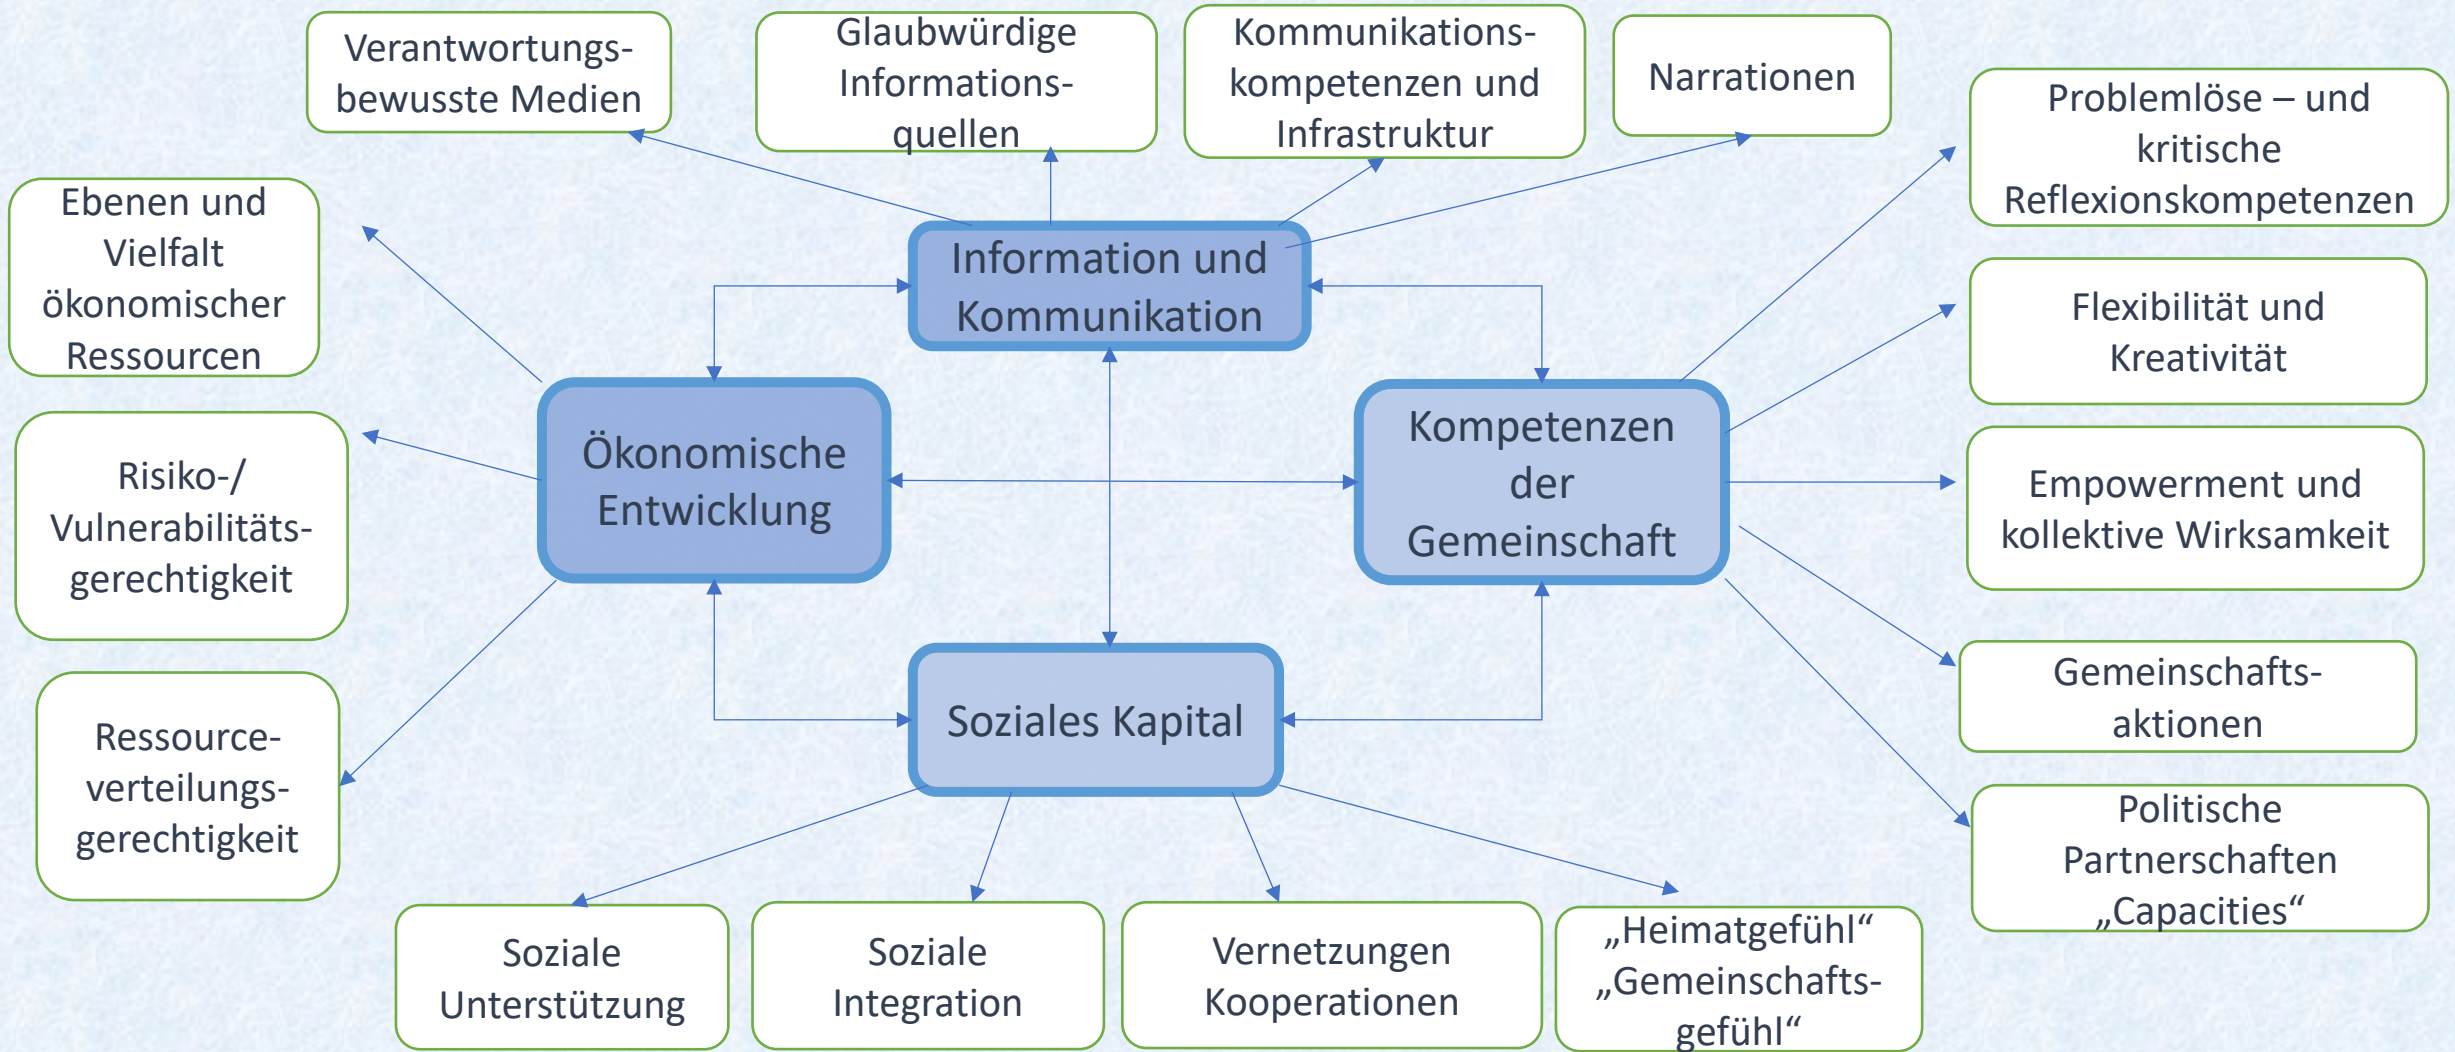 Verantwortungs-
bewusste Medien
Glaubwürdige
Informations-
quellen
Kommunikations-
kompetenzen und
Infrastruktur
Narrationen
Problemlöse – und
kritische
Reflexionskompetenzen
Ebenen und
Vielfalt
ökonomischer
Ressourcen
Information und
Kommunikation
Flexibilität und
Kreativität
Risiko-/
Vulnerabilitäts-
gerechtigkeit
Ökonomische
Entwicklung
Kompetenzen
der
Gemeinschaft
Empowerment und
kollektive Wirksamkeit
Ressource-
verteilungs-
gerechtigkeit
Soziales Kapital
Gemeinschafts-
aktionen
Politische
Partnerschaften
„Capacities“
Soziale
Unterstützung
Soziale
Integration
Vernetzungen
Kooperationen
„Heimatgefühl“
„Gemeinschafts-
gefühl“